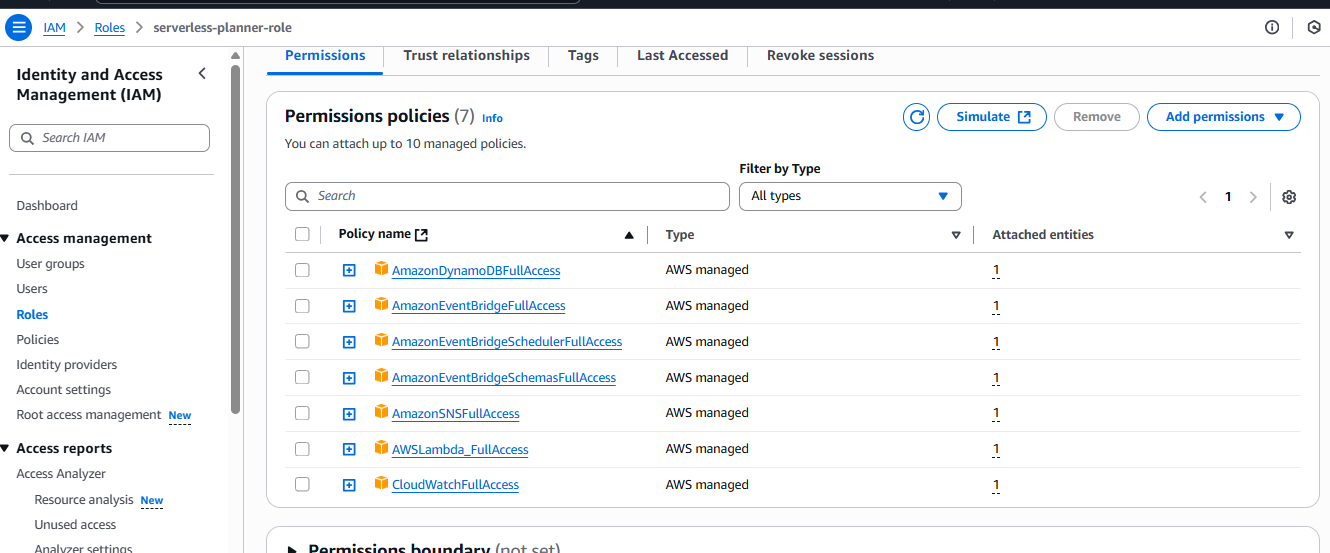 IAM > Roles > serverless-planner-role
Identity and Access
Management (IAM)
Search IAM
Dashboard
Access management
User groups
Users
Roles
Policies
Identity providers
Account settings
Root access management New
Access reports
Access Analyzer
Resource analysis New
Unused access
Analyzer settings
Permissions Trust relationships Tags Last Accessed Revoke sessions
Permissions policies (7) Info
Simulate Remove Add permissions
You can attach up to 10 managed policies.
Filter by Type
Search All types 1
Policy name Type Attached entities
AmazonDynamoDBFullAccess AWS managed 1
AmazonEventBridgeFullAccess AWS managed 1
AmazonEventBridgeSchedulerFullAccess AWS managed 1
AmazonEventBridgeSchemasFullAccess AWS managed 1
AmazonSNSFullAccess AWS managed 1
AWSLambda_FullAccess AWS managed 1
CloudWatchFullAccess AWS managed 1
Permissions boundary (not set)